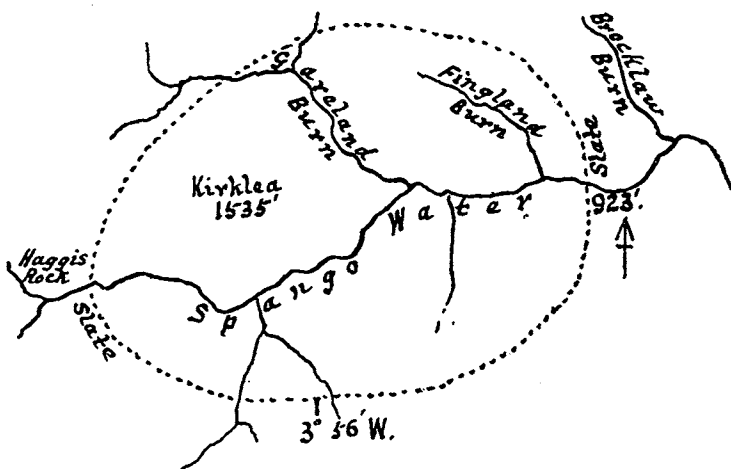 Brocklaw
Burn
Gareland
Burn
Fingland
Burn
Slate
Kirklea
1535'
Water
923'.
Haggis
Rock
Spango
Slate
3° 56' W.